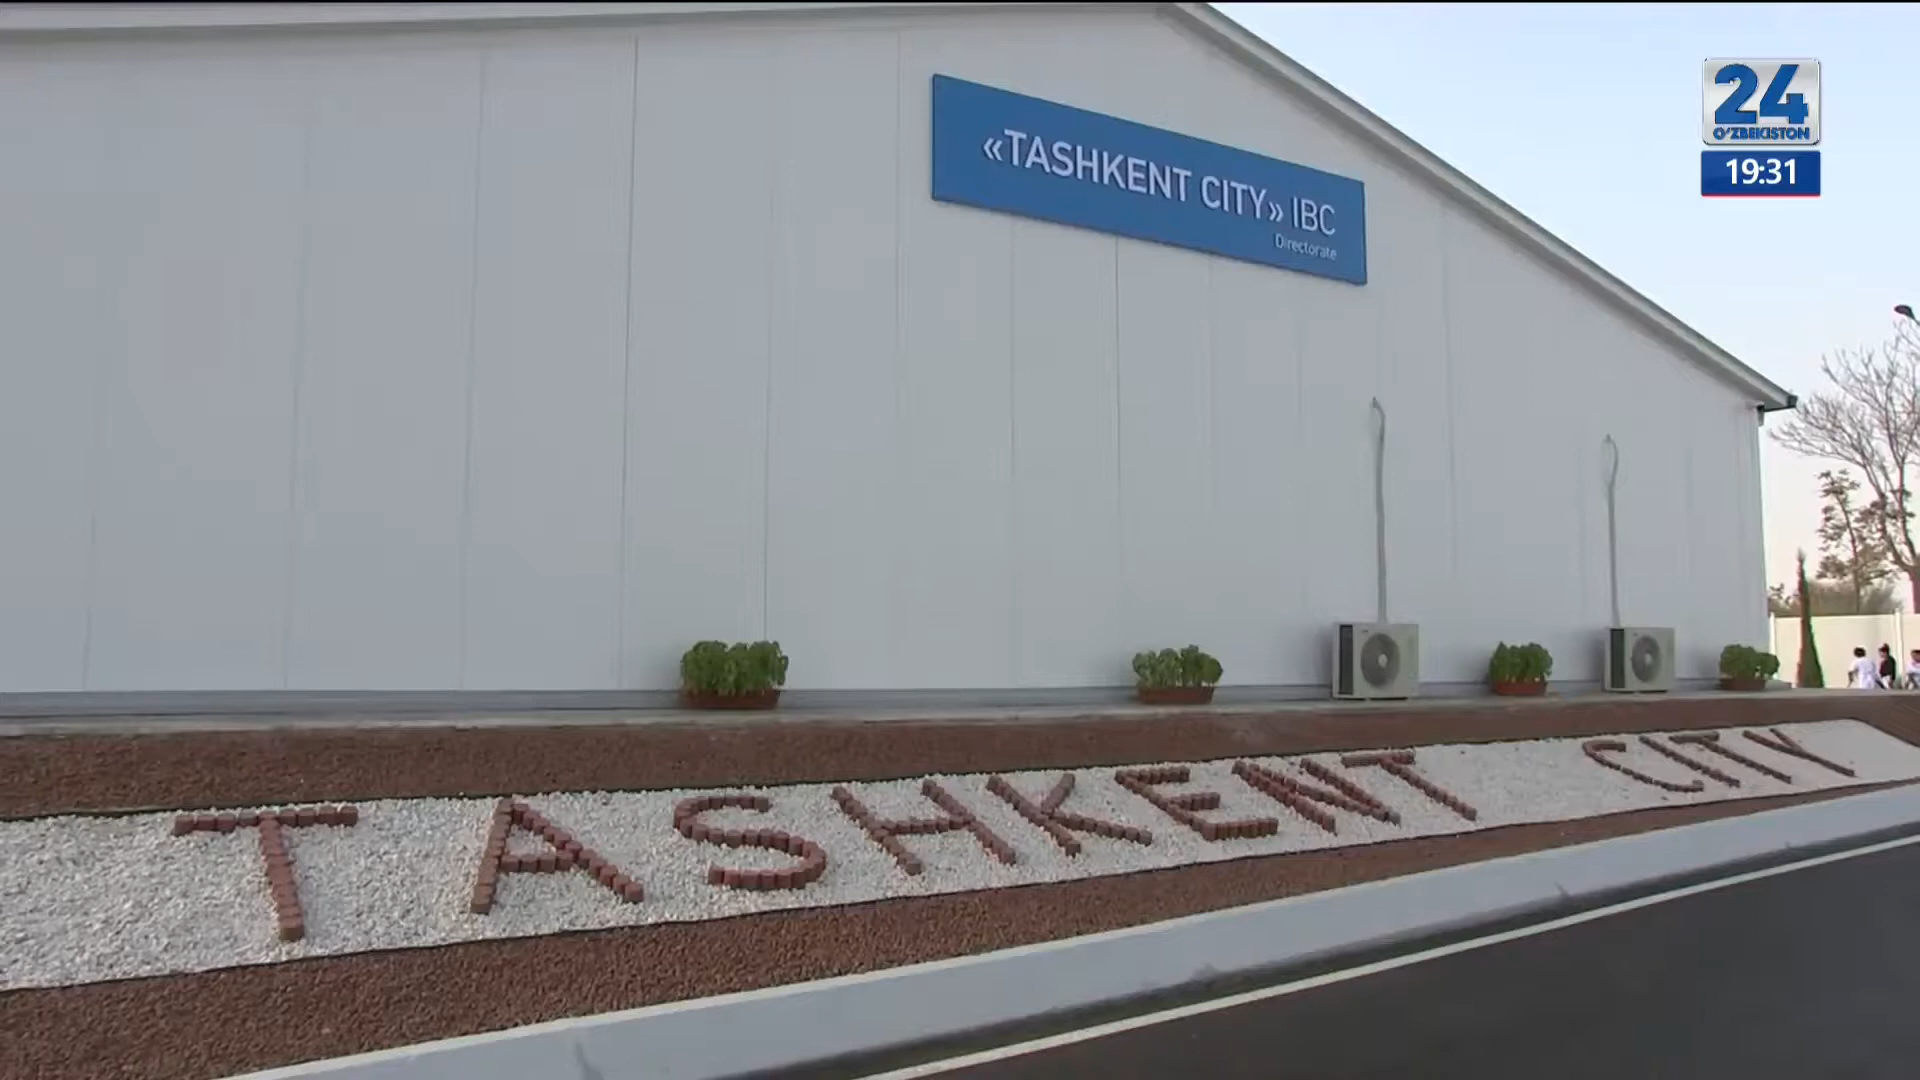 «TASHKENT CITY» IBC
Directorate
24
O'ZBEKISTON
19:31
TASHKENT CITY